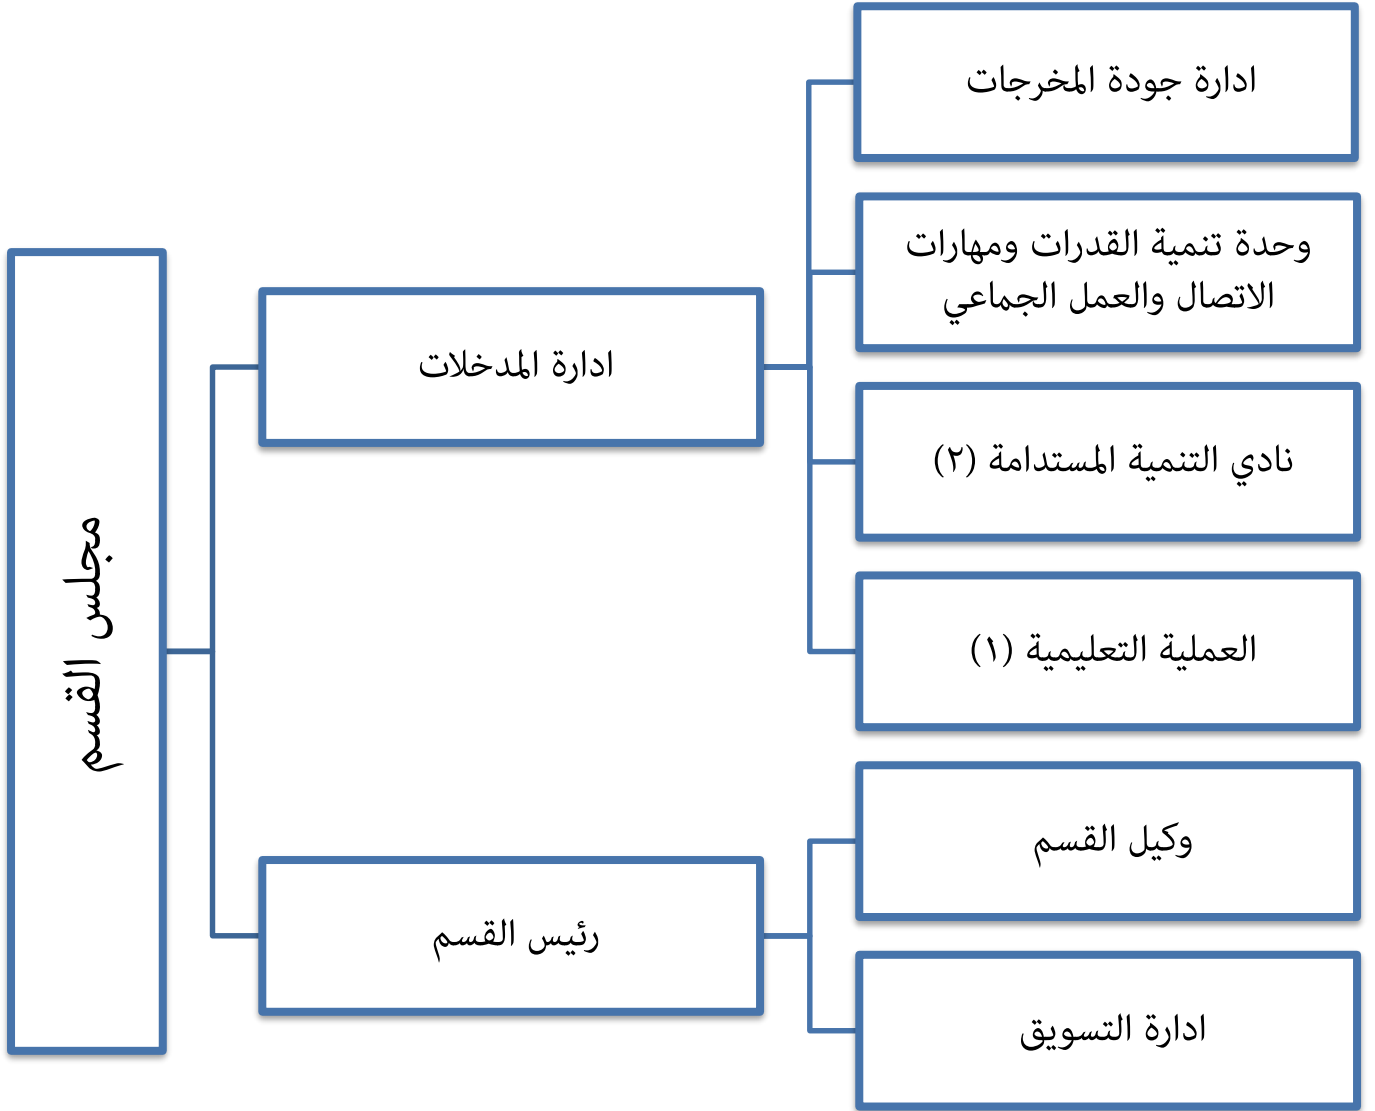 مجلس القسم
ادارة المدخلات
ادارة جودة المخرجات
وحدة تنمية القدرات ومهارات
الاتصال والعمل الجماعي
نادي التنمية المستدامة (٢)
العملية التعليمية (١)
رئيس القسم
وكيل القسم
ادارة التسويق